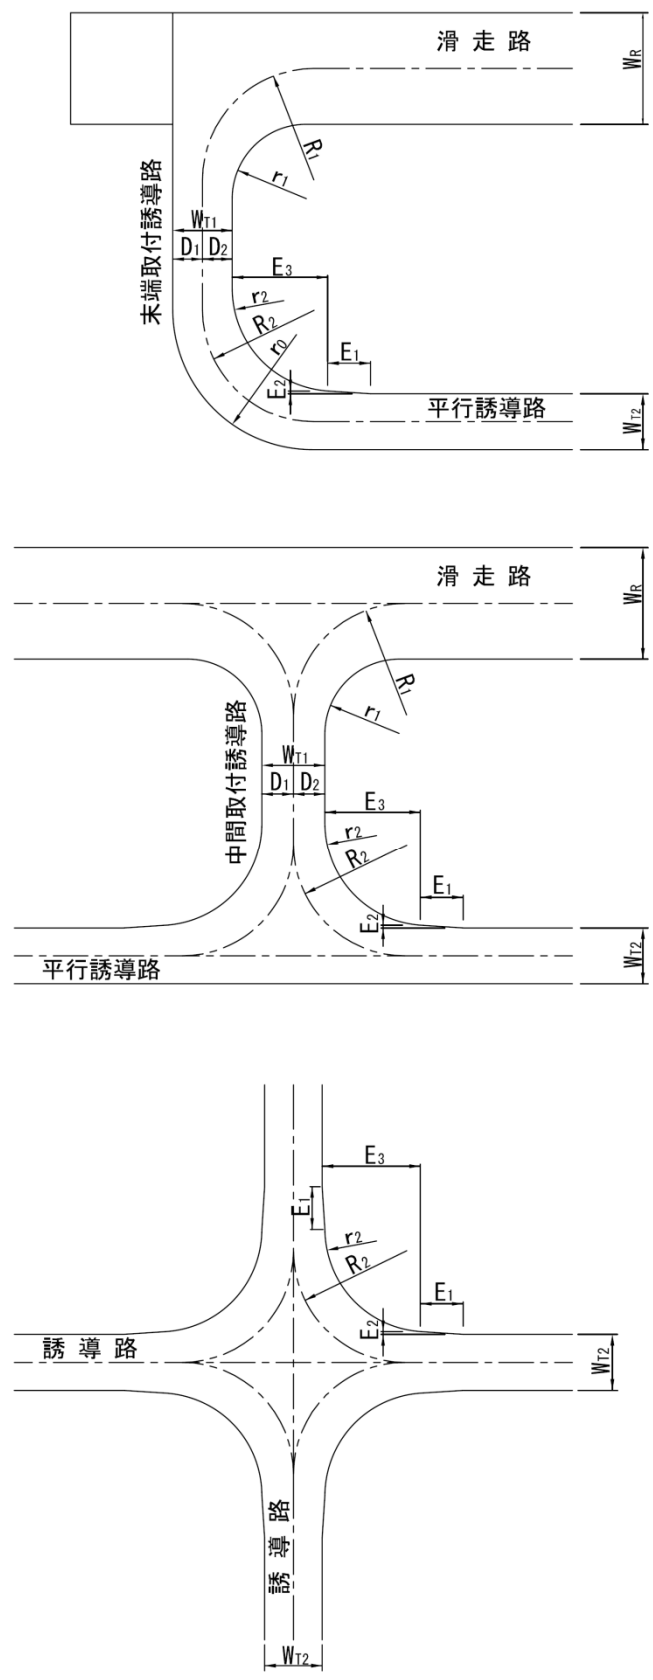 滑走路
WR
R1
r1
末端取付誘導路
WT1
D1
D2
E3
r2
R2
r0
E1
E2
平行誘導路
WT2
滑走路
WR
R1
r1
中間取付誘導路
WT1
D1
D2
E3
r2
R2
E1
E2
平行誘導路
WT2
E3
E1
r2
R2
E1
E2
誘導路
WT2
誘導路
WT2